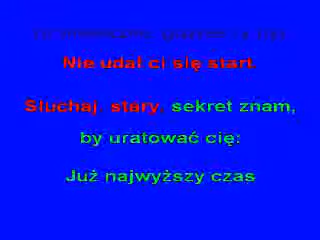 Nie udał ci się start.
Słuchaj, stary, sekret znam,
by uratować cię:
Już najwyższy czas